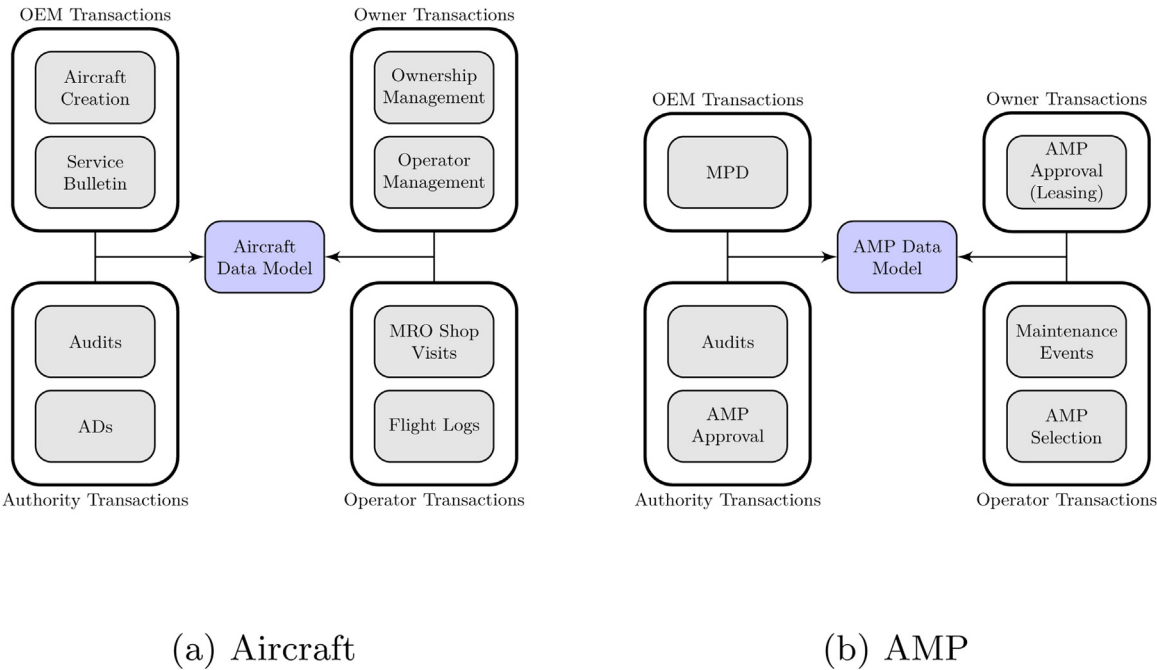 OEM Transactions
Aircraft
Creation
Service
Bulletin
Owner Transactions
Ownership
Management
Operator
Management
Aircraft
Data Model
Audits
ADs
Authority Transactions
MRO Shop
Visits
Flight Logs
Operator Transactions
(a) Aircraft
OEM Transactions
MPD
Owner Transactions
AMP
Approval
(Leasing)
AMP Data
Model
Audits
AMP
Approval
Authority Transactions
Maintenance
Events
AMP
Selection
Operator Transactions
(b) AMP